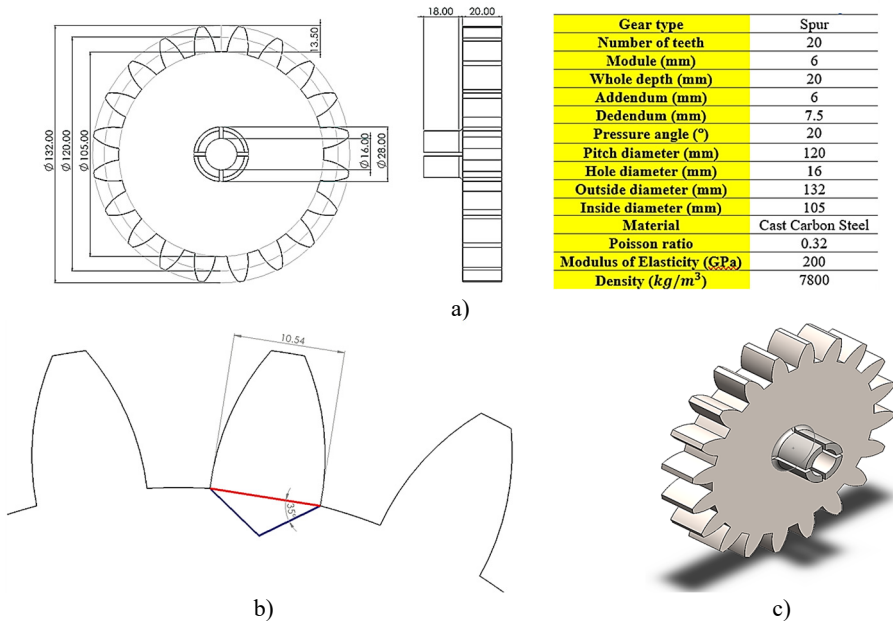 Ø132.00
Ø120.00
Ø105.00
13.50
Ø16.00
Ø28.00
18.00 20.00
Gear type Spur
Number of teeth 20
Module (mm) 6
Whole depth (mm) 20
Addendum (mm) 6
Dedendum (mm) 7.5
Pressure angle (º) 20
Pitch diameter (mm) 120
Hole diameter (mm) 16
Outside diameter (mm) 132
Inside diameter (mm) 105
Material Cast Carbon Steel
Poisson ratio 0.32
Modulus of Elasticity (GPa) 200
Density (kg/m³) 7800
a)
10.54
35°
b)
c)